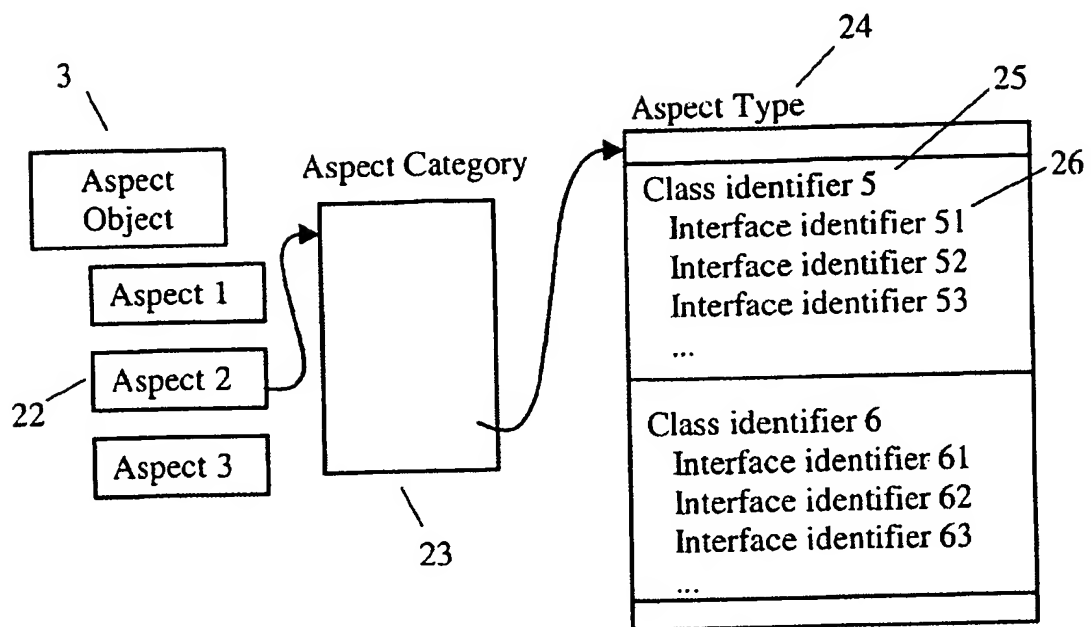 3
Aspect
Object
Aspect 1
Aspect 2
22
Aspect 3
Aspect Category
23
24
Aspect Type
25
Class identifier 5
26
Interface identifier 51
Interface identifier 52
Interface identifier 53
...
Class identifier 6
Interface identifier 61
Interface identifier 62
Interface identifier 63
...